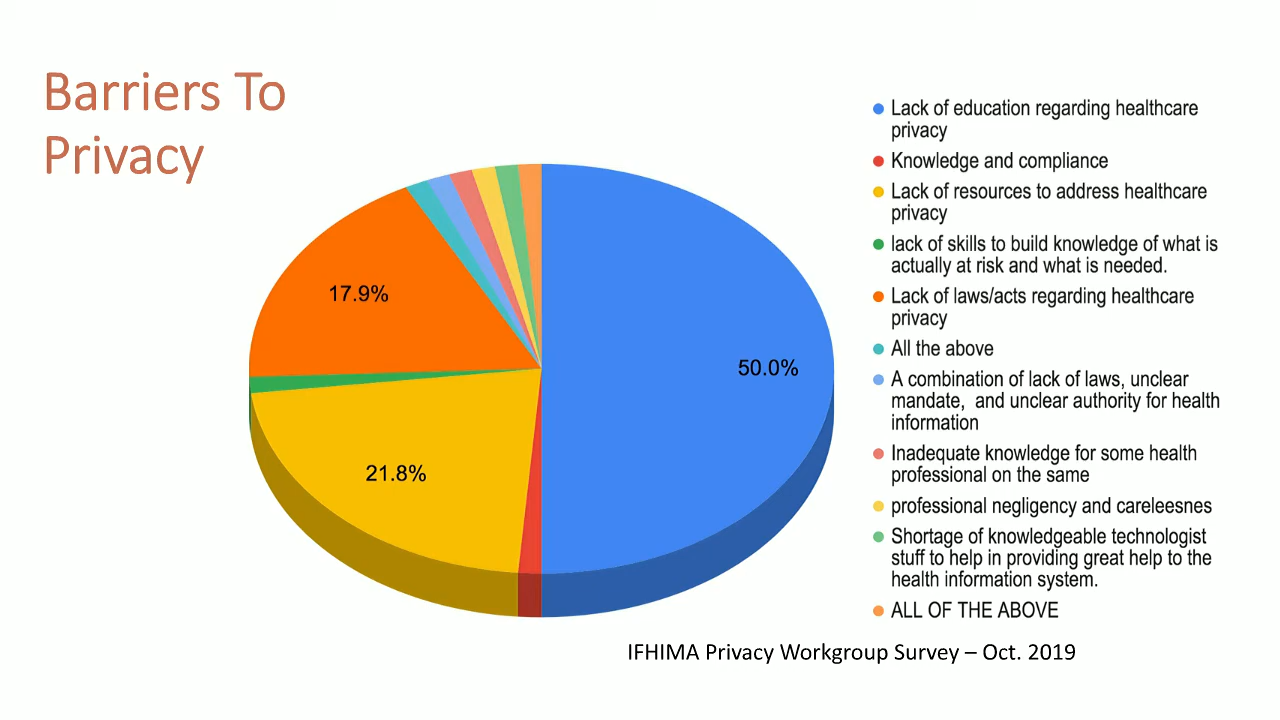 Barriers To
Privacy
17.9%
50.0%
21.8%
Lack of education regarding healthcare
privacy
Knowledge and compliance
Lack of resources to address healthcare
privacy
lack of skills to build knowledge of what is
actually at risk and what is needed.
Lack of laws/acts regarding healthcare
privacy
All the above
A combination of lack of laws, unclear
mandate,  and unclear authority for health
information
Inadequate knowledge for some health
professional on the same
professional negligency and careleesnes
Shortage of knowledgeable technologist
stuff to help in providing great help to the
health information system.
ALL OF THE ABOVE
IFHIMA Privacy Workgroup Survey – Oct. 2019